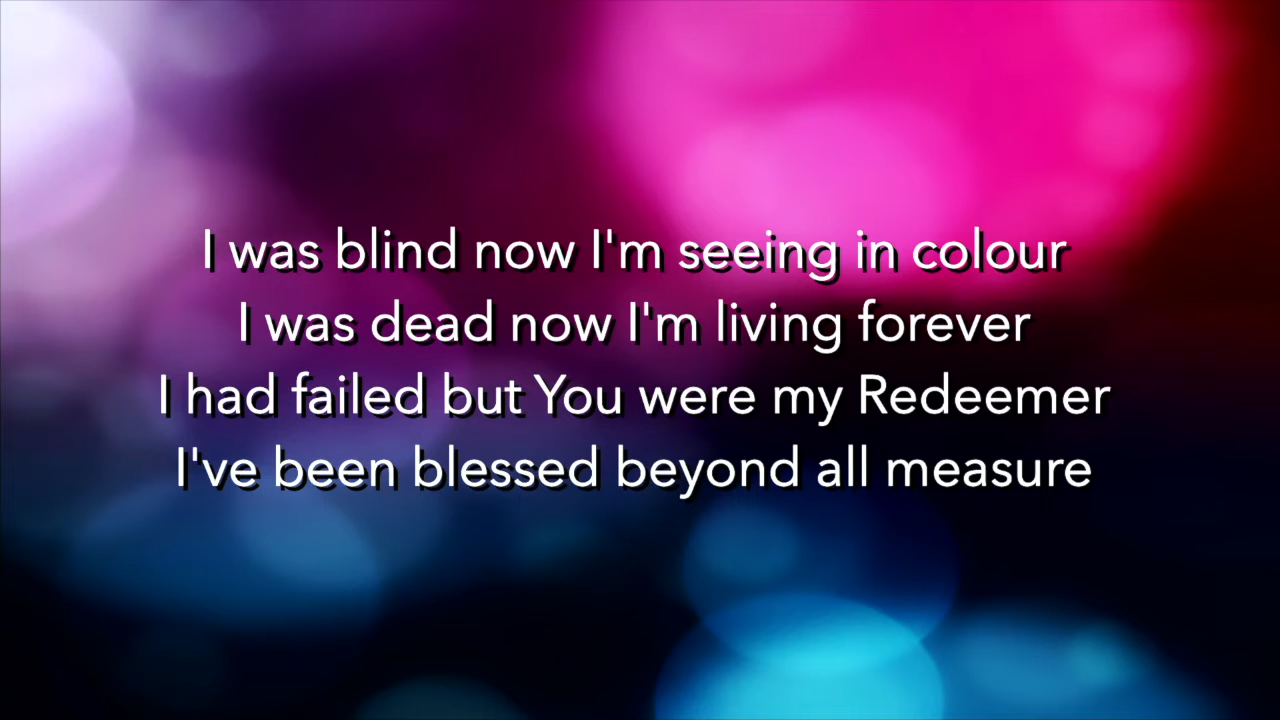 I was blind now I'm seeing in colour
I was dead now I'm living forever
I had failed but You were my Redeemer
I've been blessed beyond all measure